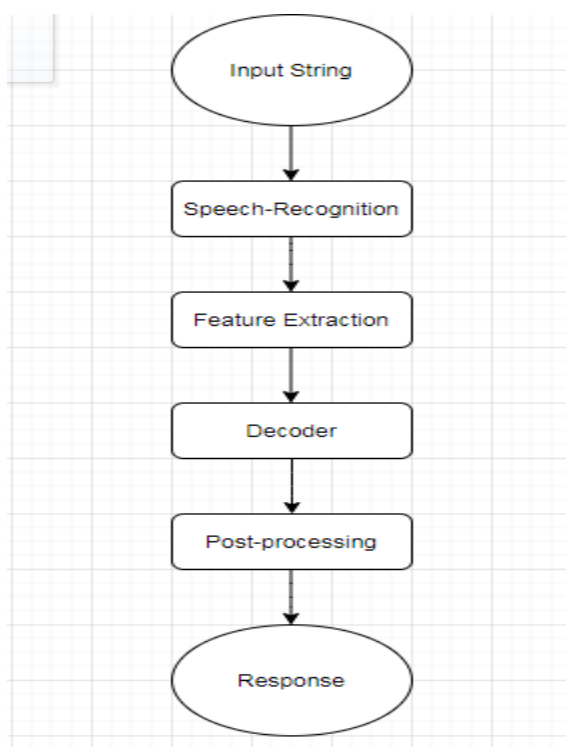 Input String
Speech-Recognition
Feature Extraction
Decoder
Post-processing
Response